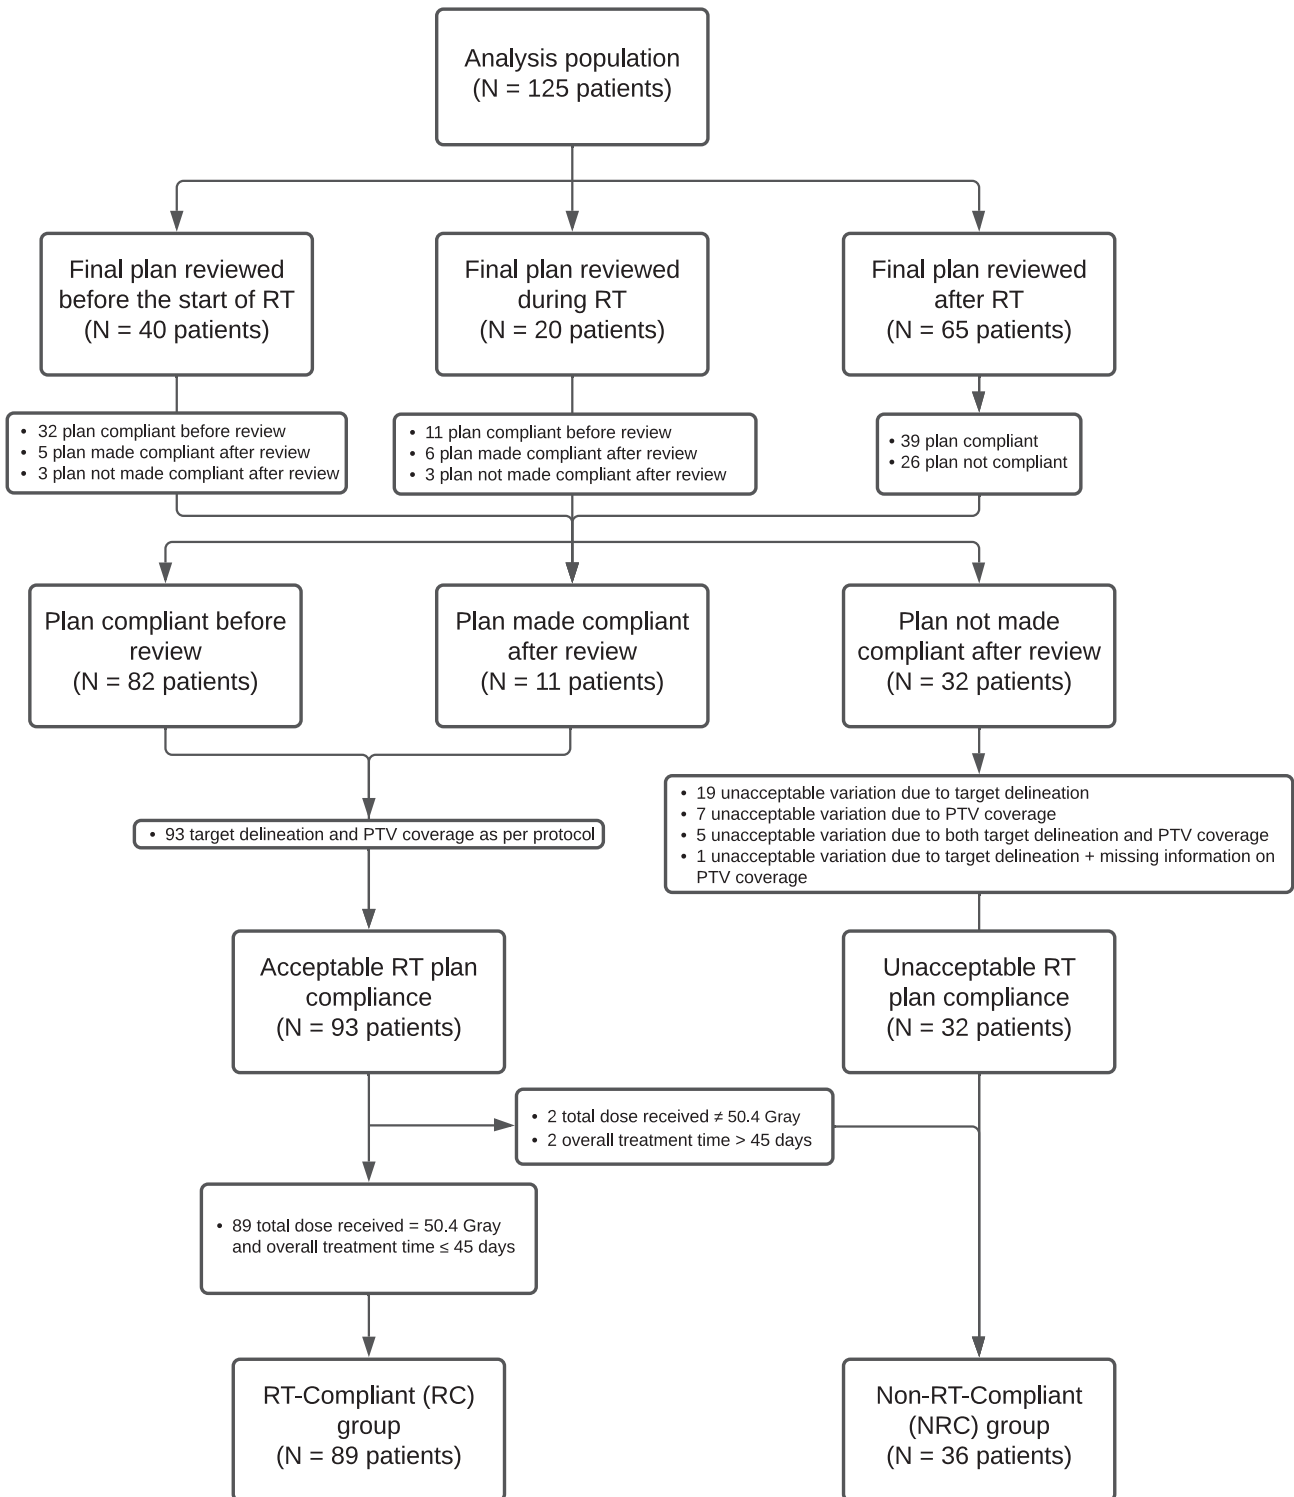 Analysis population
(N = 125 patients)
Final plan reviewed
before the start of RT
(N = 40 patients)
Final plan reviewed
during RT
(N = 20 patients)
Final plan reviewed
after RT
(N = 65 patients)
• 32 plan compliant before review
• 5 plan made compliant after review
• 3 plan not made compliant after review
• 11 plan compliant before review
• 6 plan made compliant after review
• 3 plan not made compliant after review
• 39 plan compliant
• 26 plan not compliant
Plan compliant before
review
(N = 82 patients)
Plan made compliant
after review
(N = 11 patients)
Plan not made
compliant after review
(N = 32 patients)
• 93 target delineation and PTV coverage as per protocol
• 19 unacceptable variation due to target delineation
• 7 unacceptable variation due to PTV coverage
• 5 unacceptable variation due to both target delineation and PTV coverage
• 1 unacceptable variation due to target delineation + missing information on
PTV coverage
Acceptable RT plan
compliance
(N = 93 patients)
Unacceptable RT
plan compliance
(N = 32 patients)
• 2 total dose received ≠ 50.4 Gray
• 2 overall treatment time > 45 days
• 89 total dose received = 50.4 Gray
and overall treatment time ≤ 45 days
RT-Compliant (RC)
group
(N = 89 patients)
Non-RT-Compliant
(NRC) group
(N = 36 patients)